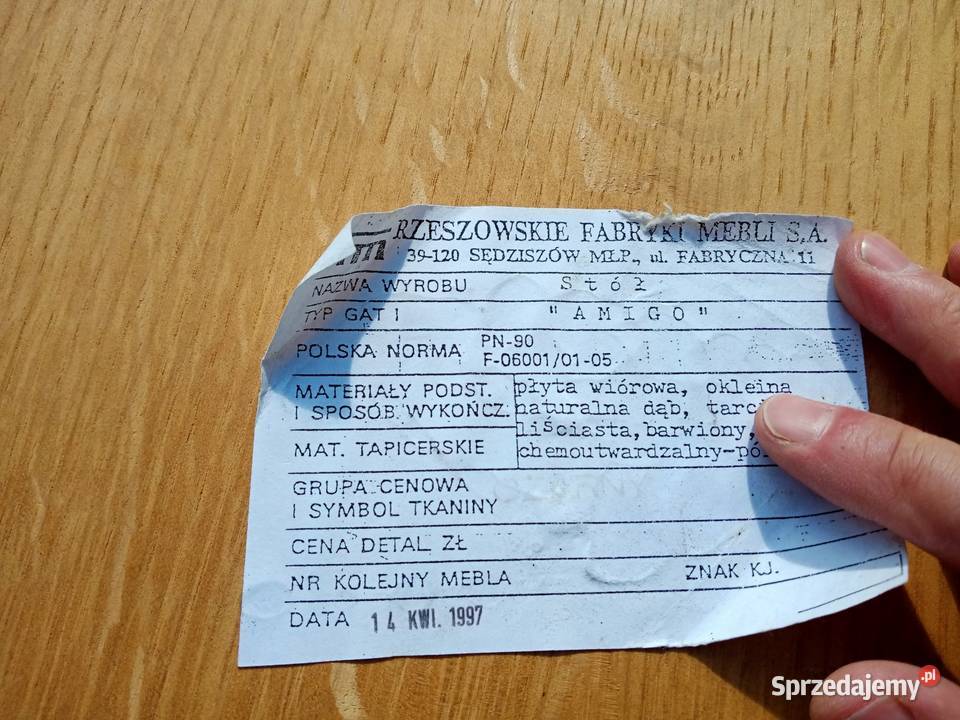 RZESZOWSKIE FABRYKI MEBLI S.A.
39-120 SĘDZISZÓW MŁP., ul. FABRYCZNA 11
NAZWA WYROBU Stół
TYP GAT I "AMIGO"
POLSKA NORMA PN-90
F-06001/01-05
MATERIAŁY PODST. płyta wiórowa, okleina
I SPOSÓB WYKOŃCZ. naturalna dąb,
liściasta, barwiony,
MAT. TAPICERSKIE
GRUPA CENOWA
I SYMBOL TKANINY
CENA DETAL ZŁ
NR KOLEJNY MEBLA ZNAK KJ.
DATA 14 KWI. 1997
Sprzedajemy.pl